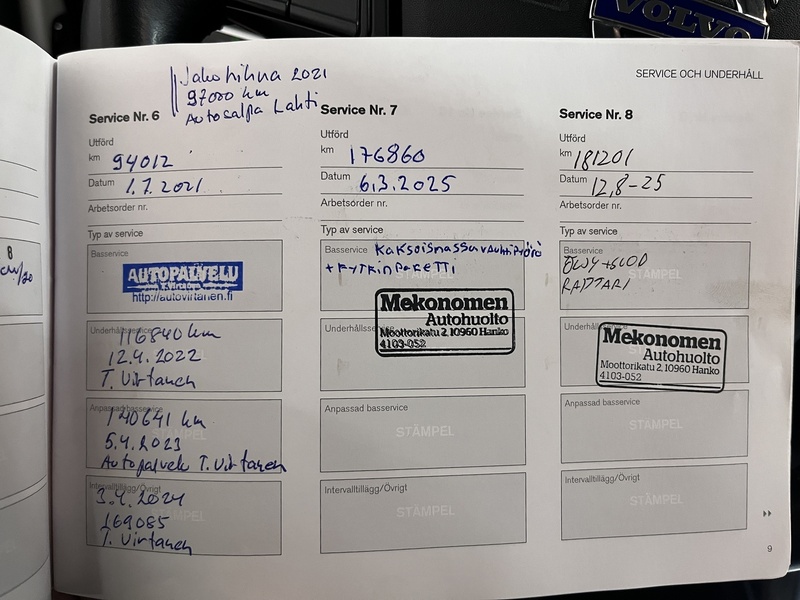 VOLVO
SERVICE OCH UNDERHÅLL
Jakohihna 2021
97000 km
Autosalpa Lahti
Service Nr. 6
Utförd
km 94012
Datum 1.7.2021
Arbetsorder nr.
Typ av service
Basservice
AUTOPALVELU
T.Virtanen
http://autovirtanen.fi
Underhållsservice
116840 km
12.4.2022
T. Virtanen
Anpassad basservice
140641 km
5.4.2023
Autopalvelu T. Virtanen
Intervalltillägg/Övrigt
3.4.2024
169085
T. Virtanen
Service Nr. 7
Utförd
km 176860
Datum 6.3.2025
Arbetsorder nr.
Typ av service
Basservice Kaksoismassavauhtipyörä
+KYTKINPAKETTI
STÄMPEL
Mekonomen
Autohuolto
Moottorikatu 2, 10960 Hanko
4103-052
Anpassad basservice
STÄMPEL
Intervalltillägg/Övrigt
STÄMPEL
Service Nr. 8
Utförd
km 181201
Datum 12,8-25
Arbetsorder nr.
Typ av service
Basservice
STÄMPEL
Underhållsservice
Mekonomen
Autohuolto
Moottorikatu 2, 10960 Hanko
4103-052
Anpassad basservice
STÄMPEL
Intervalltillägg/Övrigt
STÄMPEL
9
8